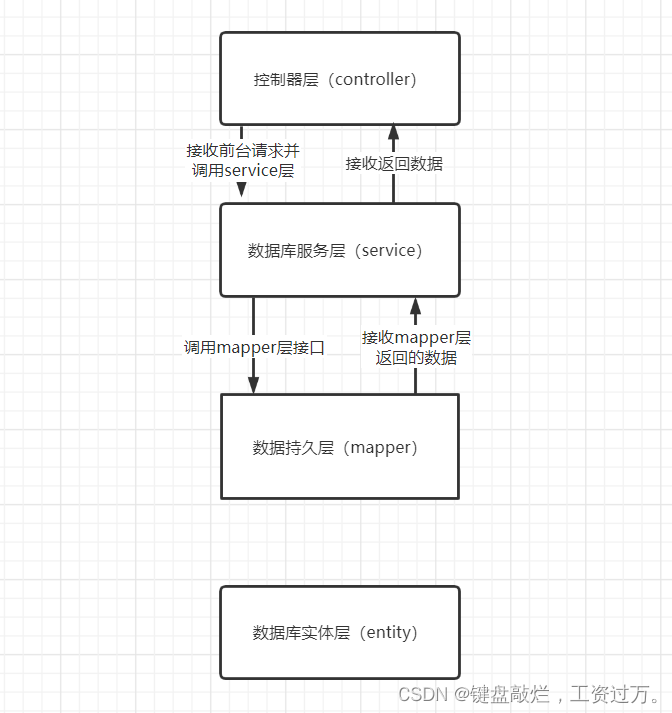 控制器层（controller）
接收前台请求并
调用service层
接收返回数据
数据库服务层（service）
调用mapper层接口
接收mapper层
返回的数据
数据持久层（mapper）
数据库实体层（entity）
CSDN @键盘敲烂，工资过万。